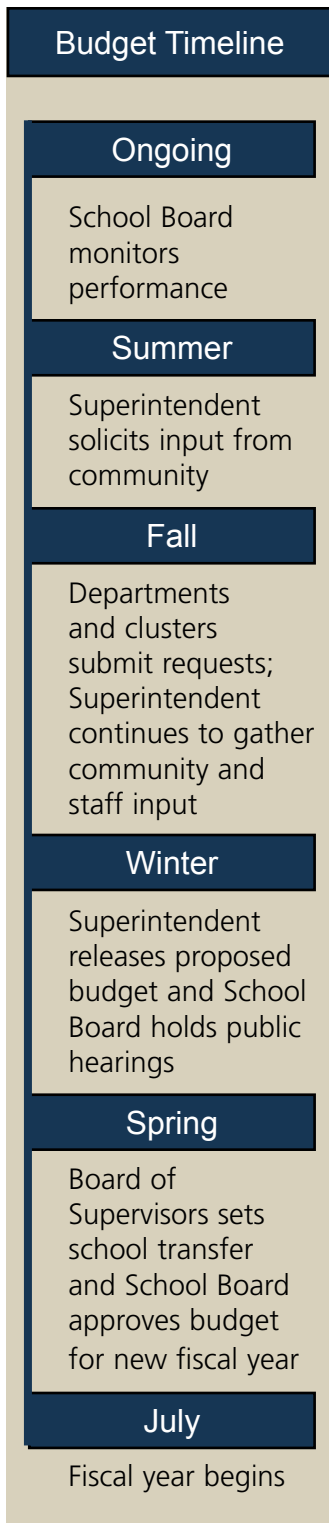 Budget Timeline
Ongoing
School Board
monitors
performance
Summer
Superintendent
solicits input from
community
Fall
Departments
and clusters
submit requests;
Superintendent
continues to gather
community and
staff input
Winter
Superintendent
releases proposed
budget and School
Board holds public
hearings
Spring
Board of
Supervisors sets
school transfer
and School Board
approves budget
for new fiscal year
July
Fiscal year begins